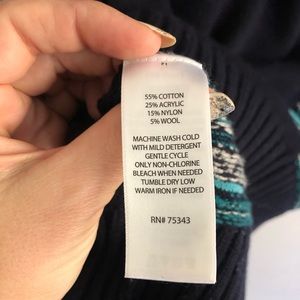 55% COTTON
25% ACRYLIC
15% NYLON
5% WOOL
MACHINE WASH COLD
WITH MILD DETERGENT
GENTLE CYCLE
ONLY NON-CHLORINE
BLEACH WHEN NEEDED
TUMBLE DRY LOW
WARM IRON IF NEEDED
RN# 75343